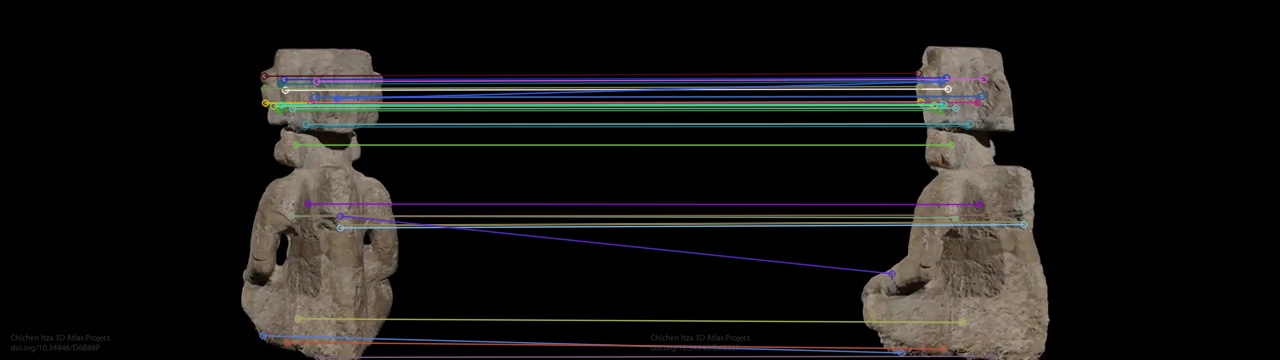 Chichen Itza 3D Atlas Project
doi.org/10.34946/D6888P
Chichen Itza 3D Atlas Project